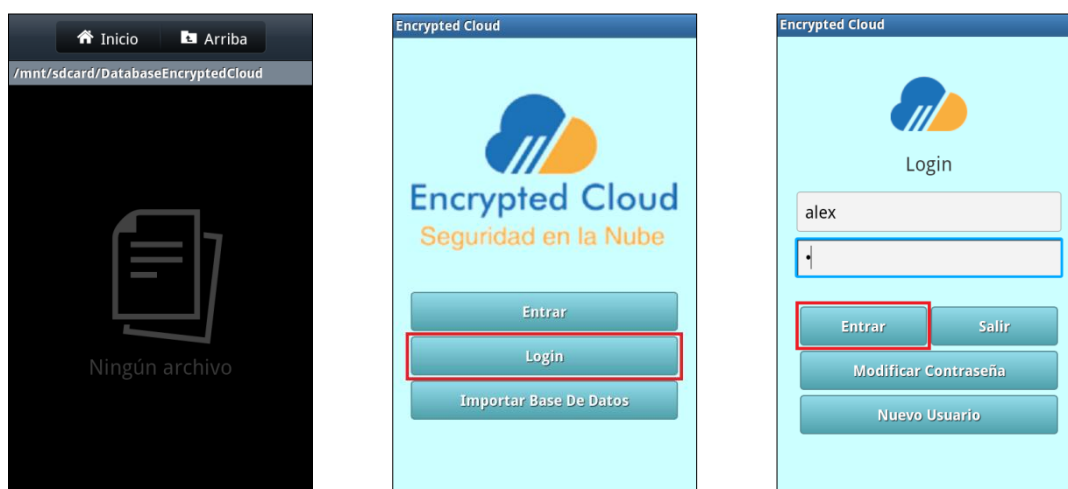 Inicio Arriba
/mnt/sdcard/DatabaseEncryptedCloud
Ningún archivo
Encrypted Cloud
Encrypted Cloud
Seguridad en la Nube
Entrar
Login
Importar Base De Datos
Encrypted Cloud
Login
alex
•
Entrar Salir
Modificar Contraseña
Nuevo Usuario